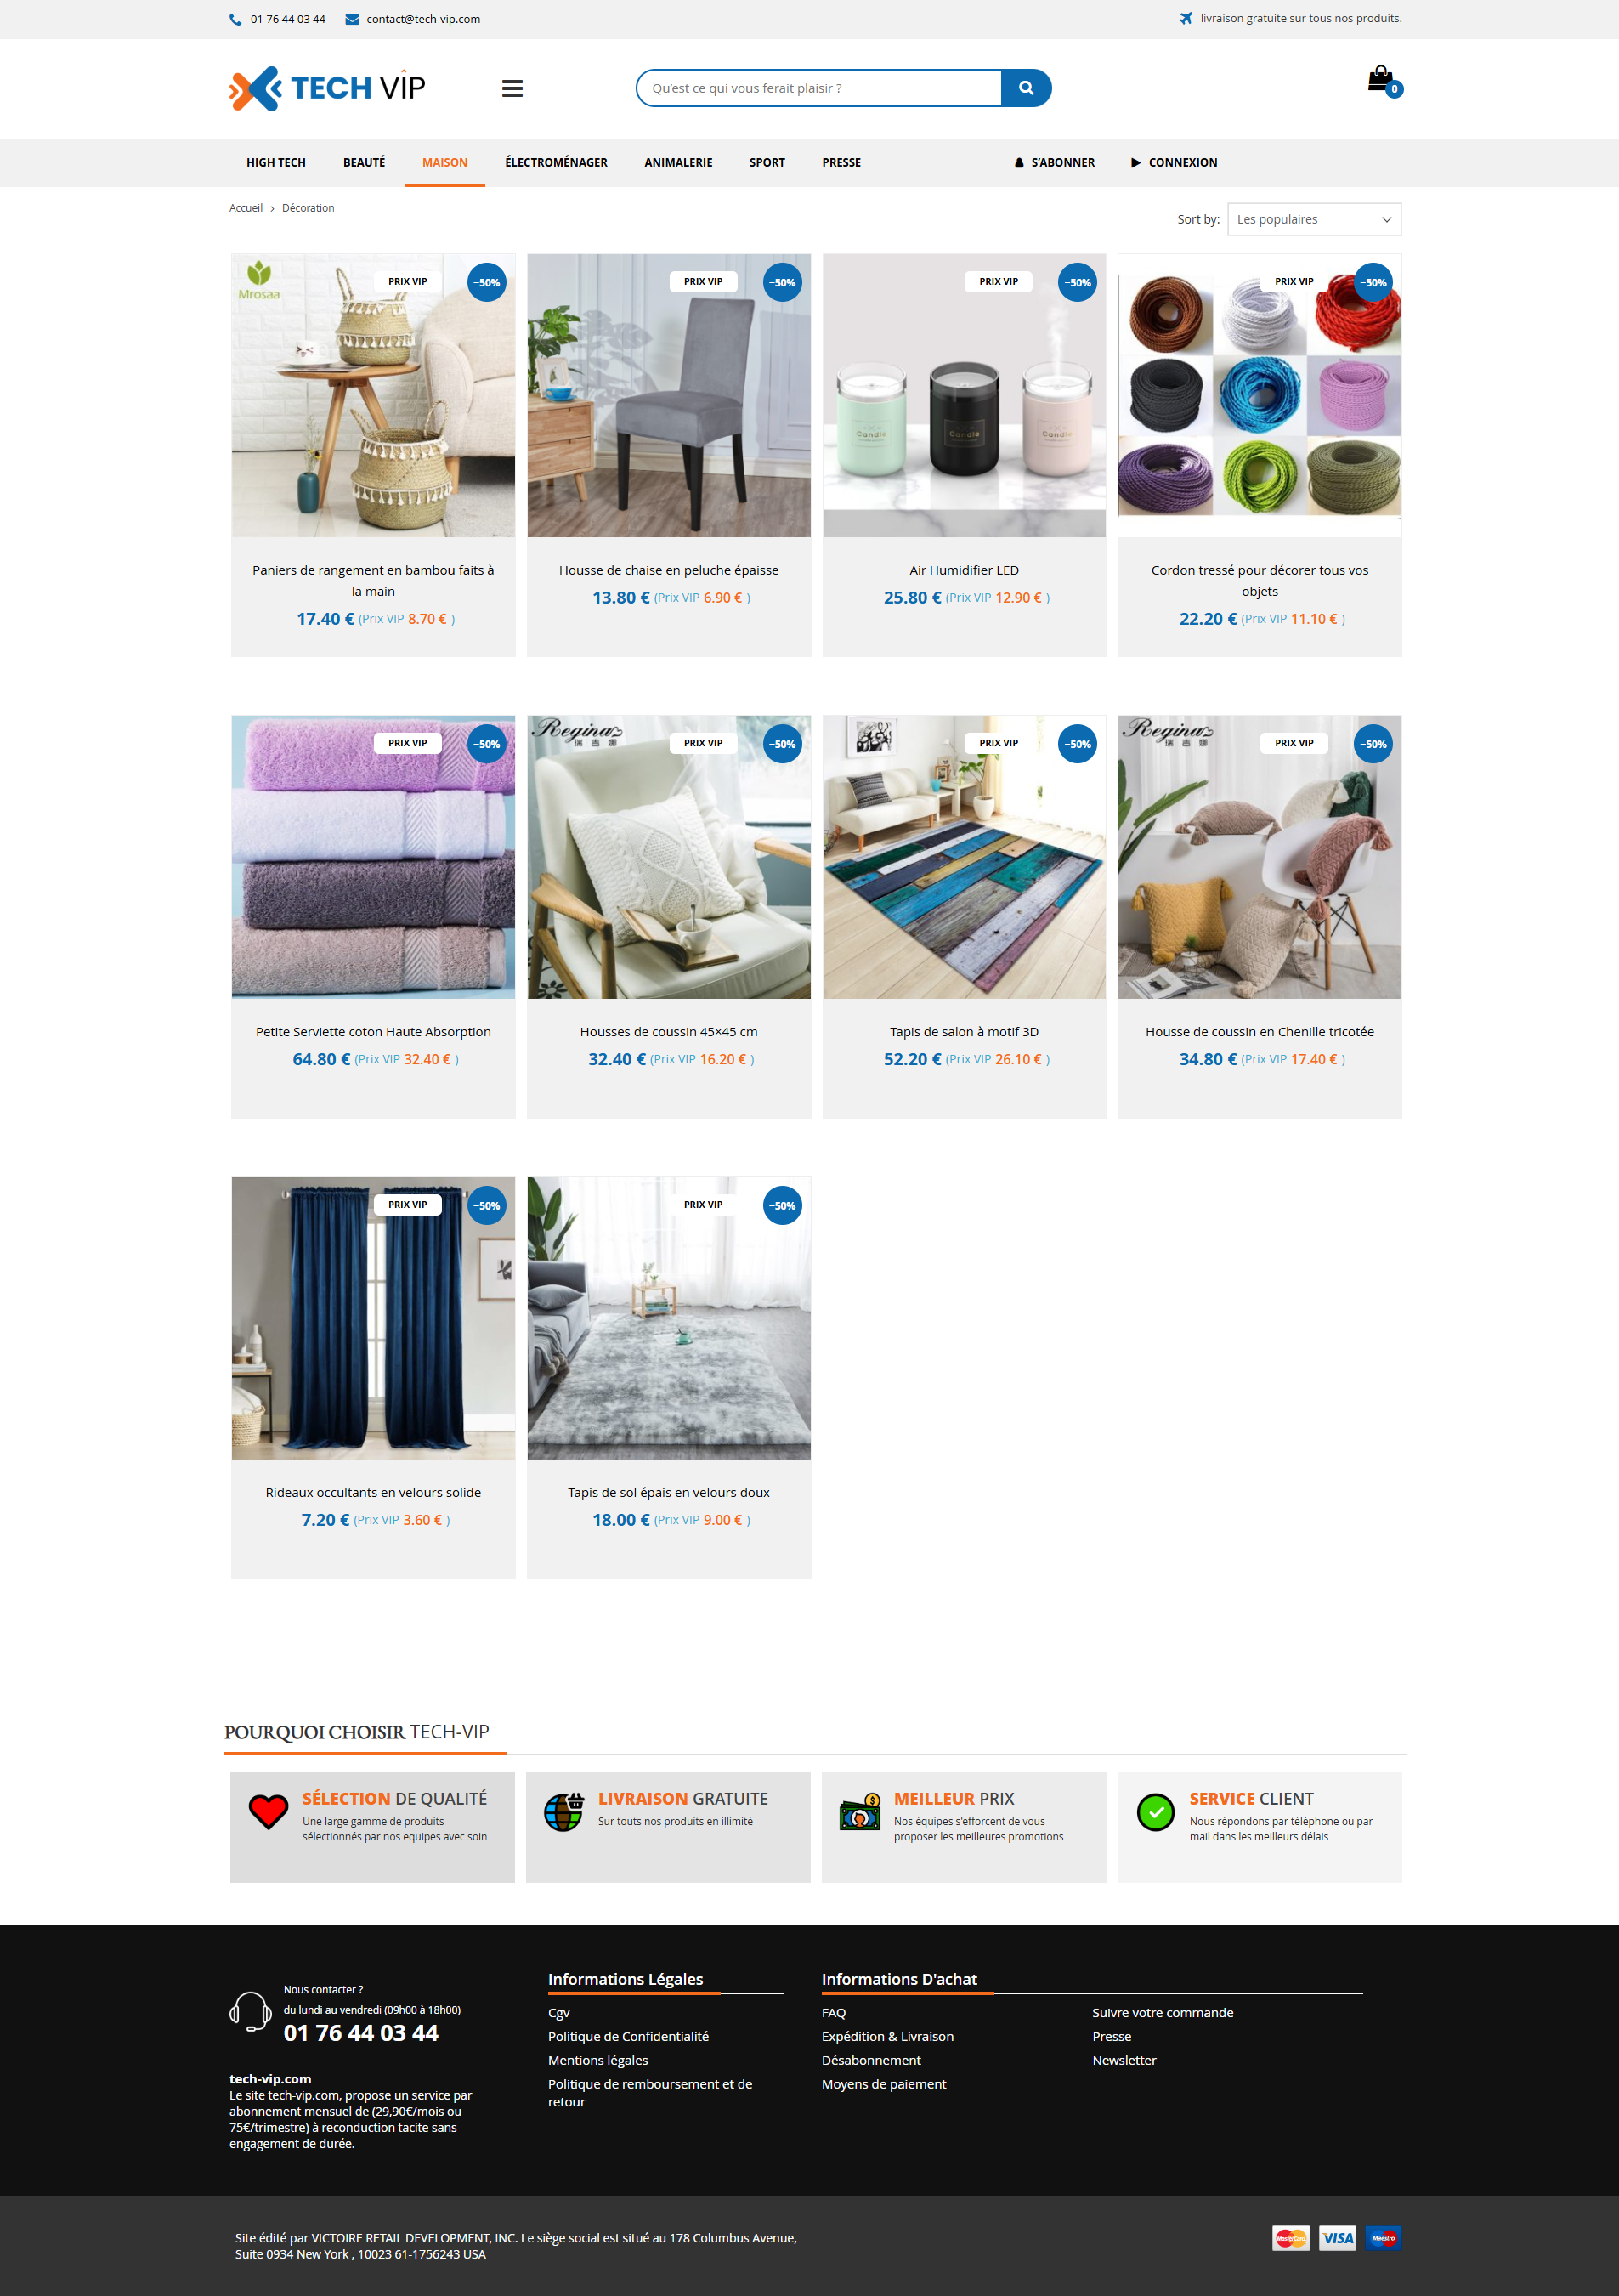 01 76 44 03 44
contact@tech-vip.com
livraison gratuite sur tous nos produits.
TECH VIP
Qu'est ce qui vous ferait plaisir ?
0
HIGH TECH
BEAUTÉ
MAISON
ÉLECTROMÉNAGER
ANIMALERIE
SPORT
PRESSE
S'ABONNER
CONNEXION
Accueil > Décoration
Sort by: Les populaires
Mrosaa
PRIX VIP
-50%
PRIX VIP
-50%
PRIX VIP
-50%
Candle
Candle
Candle
PRIX VIP
-50%
Paniers de rangement en bambou faits à
la main
17.40 € (Prix VIP 8.70 € )
Housse de chaise en peluche épaisse
13.80 € (Prix VIP 6.90 € )
Air Humidifier LED
25.80 € (Prix VIP 12.90 € )
Cordon tressé pour décorer tous vos
objets
22.20 € (Prix VIP 11.10 € )
PRIX VIP
-50%
Regina
瑞吉娜
PRIX VIP
-50%
PRIX VIP
-50%
Regina
瑞吉娜
PRIX VIP
-50%
Petite Serviette coton Haute Absorption
64.80 € (Prix VIP 32.40 € )
Housses de coussin 45×45 cm
32.40 € (Prix VIP 16.20 € )
Tapis de salon à motif 3D
52.20 € (Prix VIP 26.10 € )
Housse de coussin en Chenille tricotée
34.80 € (Prix VIP 17.40 € )
PRIX VIP
-50%
PRIX VIP
-50%
Rideaux occultants en velours solide
7.20 € (Prix VIP 3.60 € )
Tapis de sol épais en velours doux
18.00 € (Prix VIP 9.00 € )
POURQUOI CHOISIR TECH-VIP
SÉLECTION DE QUALITÉ
Une large gamme de produits
sélectionnés par nos equipes avec soin
LIVRAISON GRATUITE
Sur touts nos produits en illimité
MEILLEUR PRIX
Nos équipes s'efforcent de vous
proposer les meilleures promotions
SERVICE CLIENT
Nous répondons par téléphone ou par
mail dans les meilleurs délais
Nous contacter ?
du lundi au vendredi (09h00 à 18h00)
01 76 44 03 44
tech-vip.com
Le site tech-vip.com, propose un service par
abonnement mensuel de (29,90€/mois ou
75€/trimestre) à reconduction tacite sans
engagement de durée.
Informations Légales
Cgv
Politique de Confidentialité
Mentions légales
Politique de remboursement et de
retour
Informations D'achat
FAQ
Expédition & Livraison
Désabonnement
Moyens de paiement
Suivre votre commande
Presse
Newsletter
Site édité par VICTOIRE RETAIL DEVELOPMENT, INC. Le siège social est situé au 178 Columbus Avenue,
Suite 0934 New York , 10023 61-1756243 USA
MasterCard
VISA
Maestro